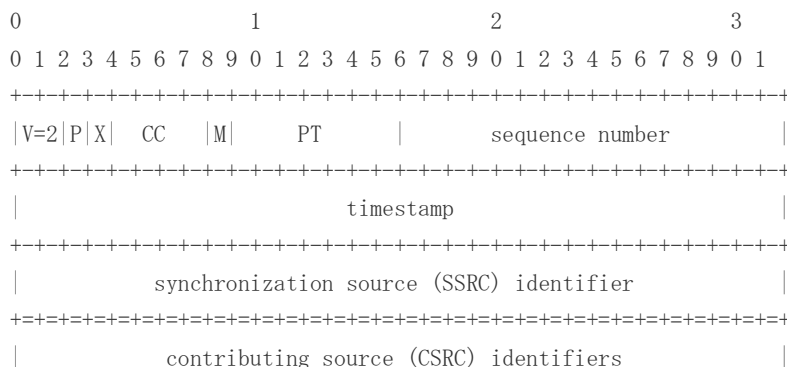 0                   1                   2                   3
0 1 2 3 4 5 6 7 8 9 0 1 2 3 4 5 6 7 8 9 0 1 2 3 4 5 6 7 8 9 0 1
+-+-+-+-+-+-+-+-+-+-+-+-+-+-+-+-+-+-+-+-+-+-+-+-+-+-+-+-+-+-+-+-+
|V=2|P|X|  CC   |M|     PT      |       sequence number         |
+-+-+-+-+-+-+-+-+-+-+-+-+-+-+-+-+-+-+-+-+-+-+-+-+-+-+-+-+-+-+-+-+
|                           timestamp                           |
+-+-+-+-+-+-+-+-+-+-+-+-+-+-+-+-+-+-+-+-+-+-+-+-+-+-+-+-+-+-+-+-+
|           synchronization source (SSRC) identifier            |
+=+=+=+=+=+=+=+=+=+=+=+=+=+=+=+=+=+=+=+=+=+=+=+=+=+=+=+=+=+=+=+=+
|            contributing source (CSRC) identifiers             |